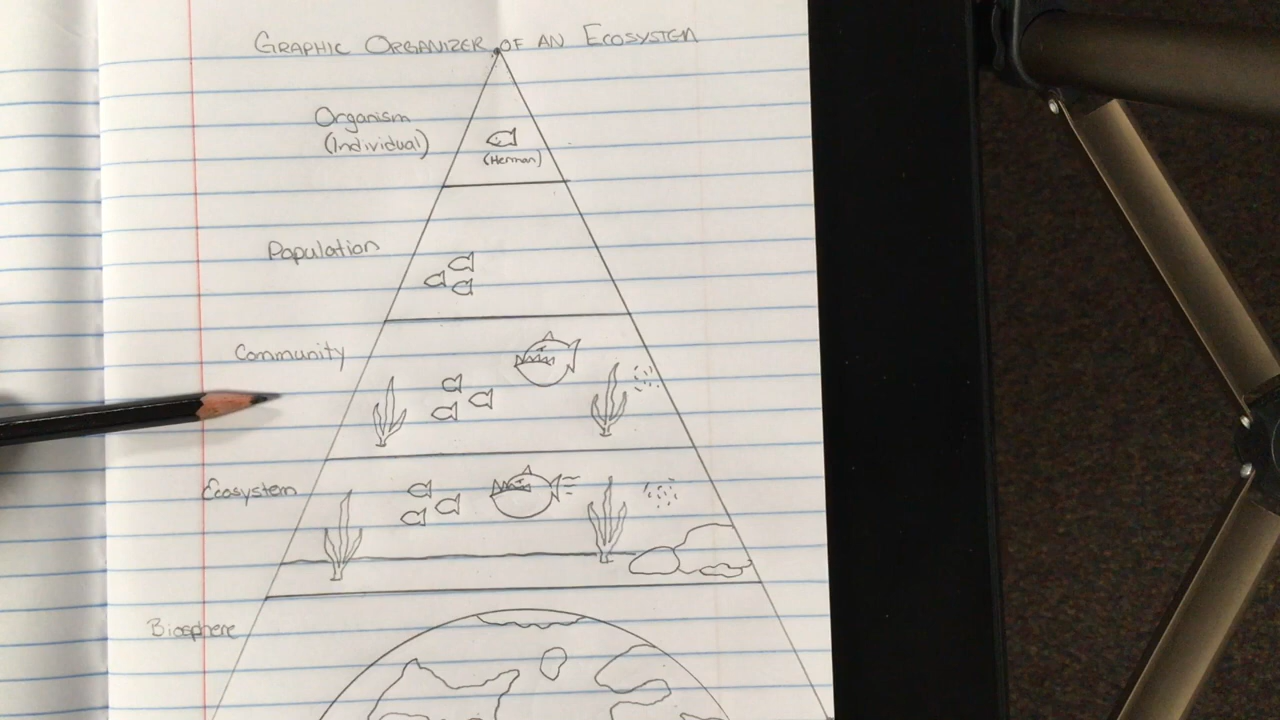 GRAPHIC ORGANIZER OF AN ECOSYSTEM
Organism
(Individual)
(Herman)
Population
Community
Ecosystem
Biosphere